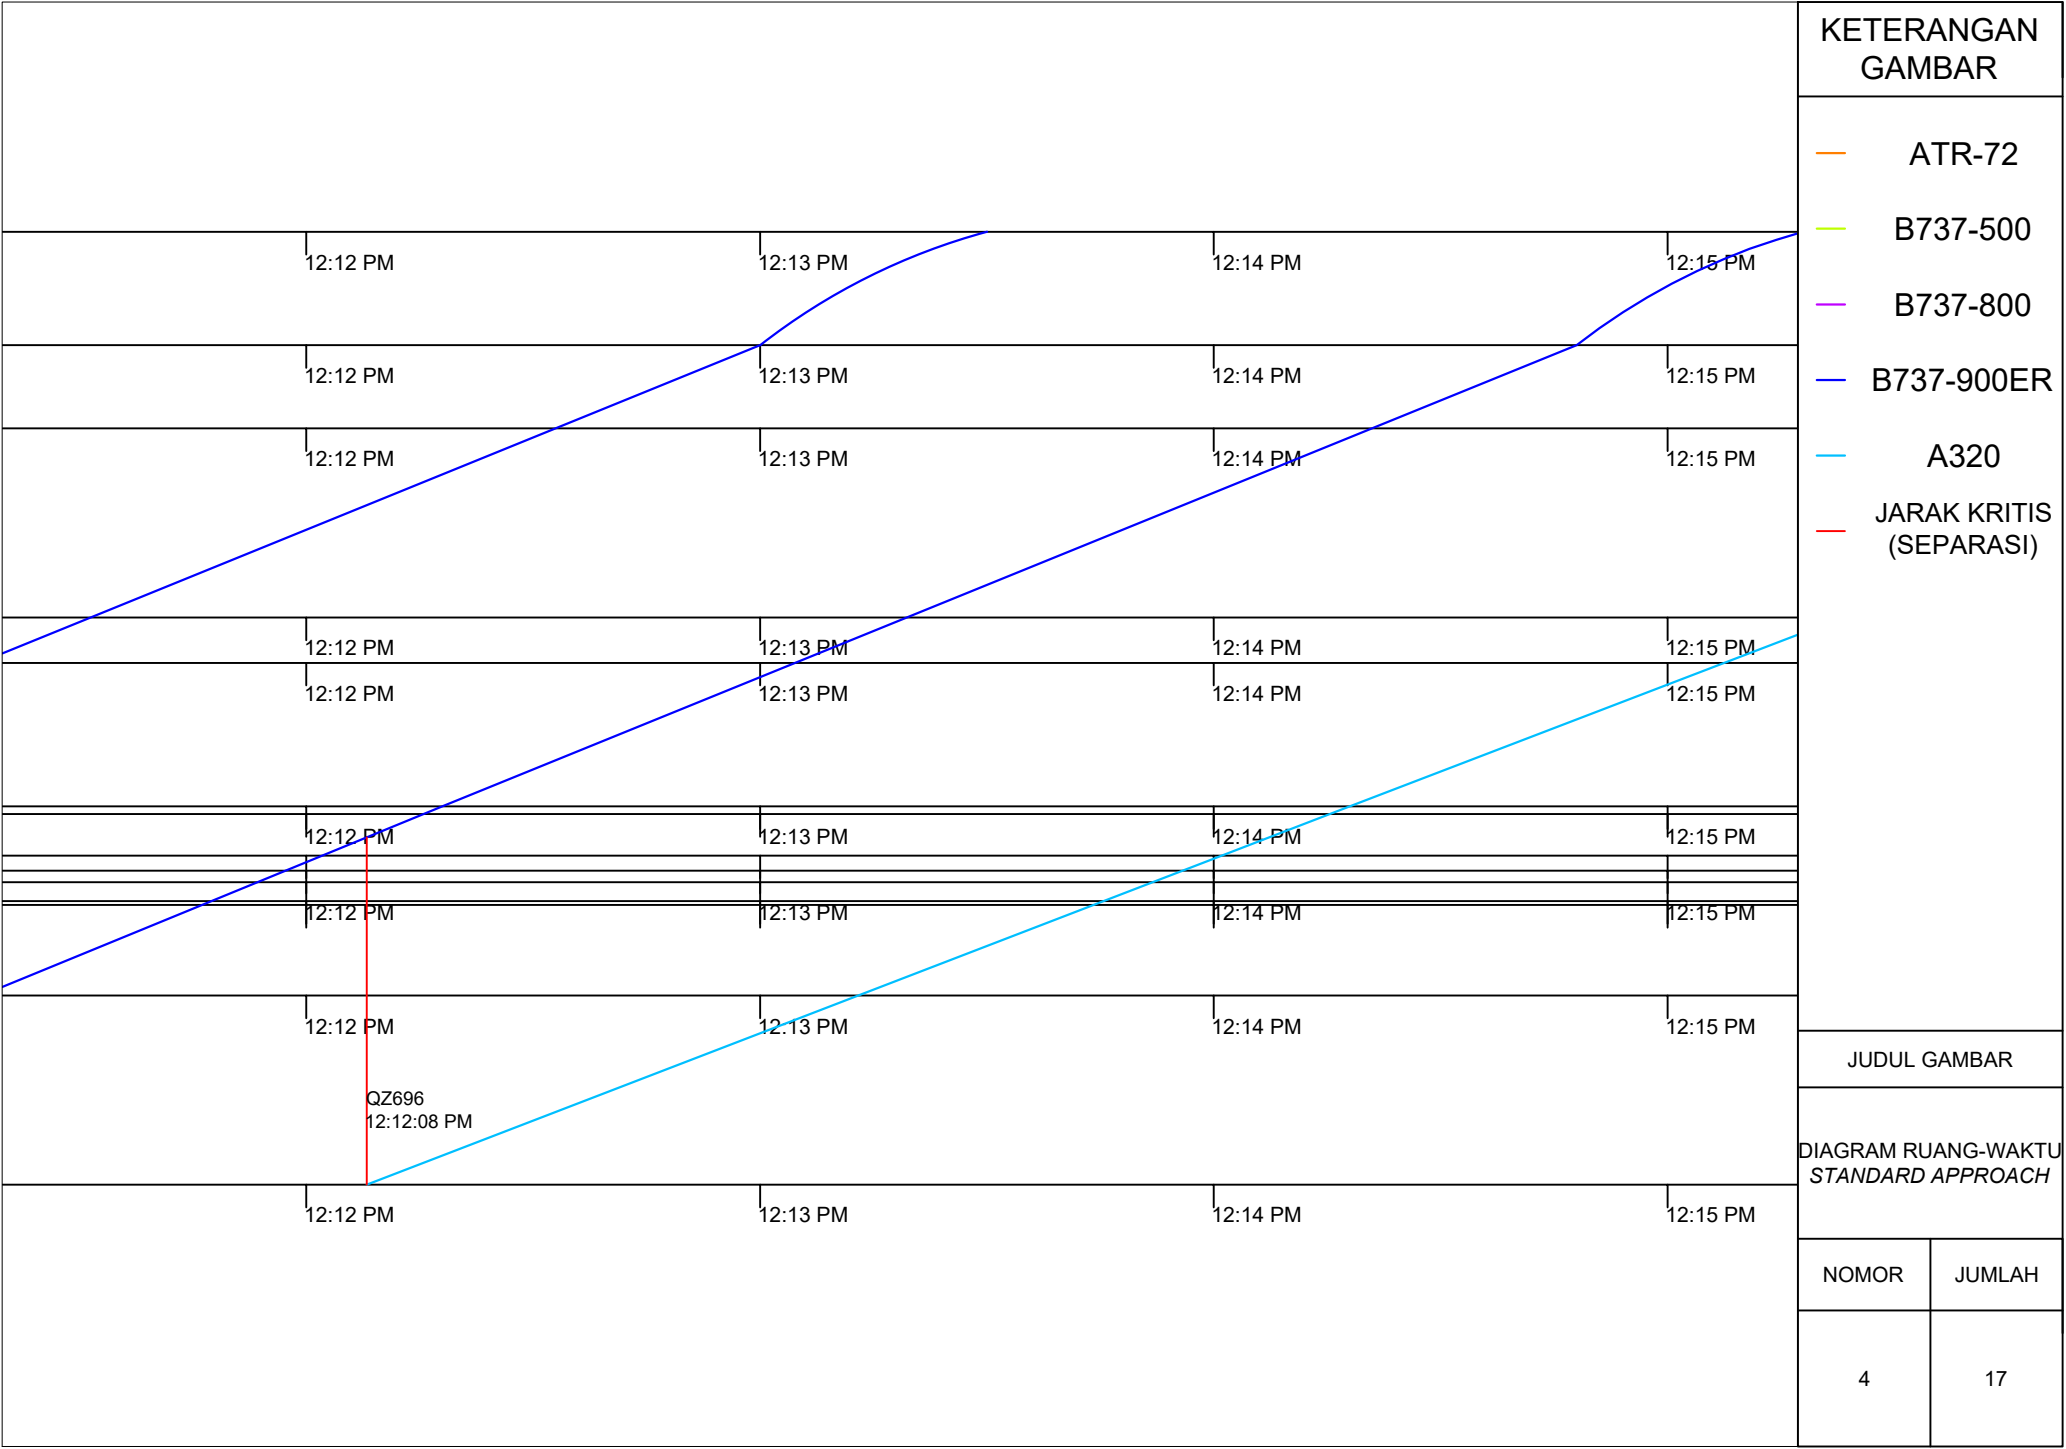 KETERANGAN
GAMBAR
ATR-72
B737-500
B737-800
B737-900ER
A320
JARAK KRITIS
(SEPARASI)
12:12 PM 12:13 PM 12:14 PM 12:15 PM
12:12 PM 12:13 PM 12:14 PM 12:15 PM
12:12 PM 12:13 PM 12:14 PM 12:15 PM
12:12 PM 12:13 PM 12:14 PM 12:15 PM
12:12 PM 12:13 PM 12:14 PM 12:15 PM
12:12 PM 12:13 PM 12:14 PM 12:15 PM
12:12 PM 12:13 PM 12:14 PM 12:15 PM
12:12 PM 12:13 PM 12:14 PM 12:15 PM
QZ696
12:12:08 PM
12:12 PM 12:13 PM 12:14 PM 12:15 PM
JUDUL GAMBAR
DIAGRAM RUANG-WAKTU
STANDARD APPROACH
NOMOR JUMLAH
4 17